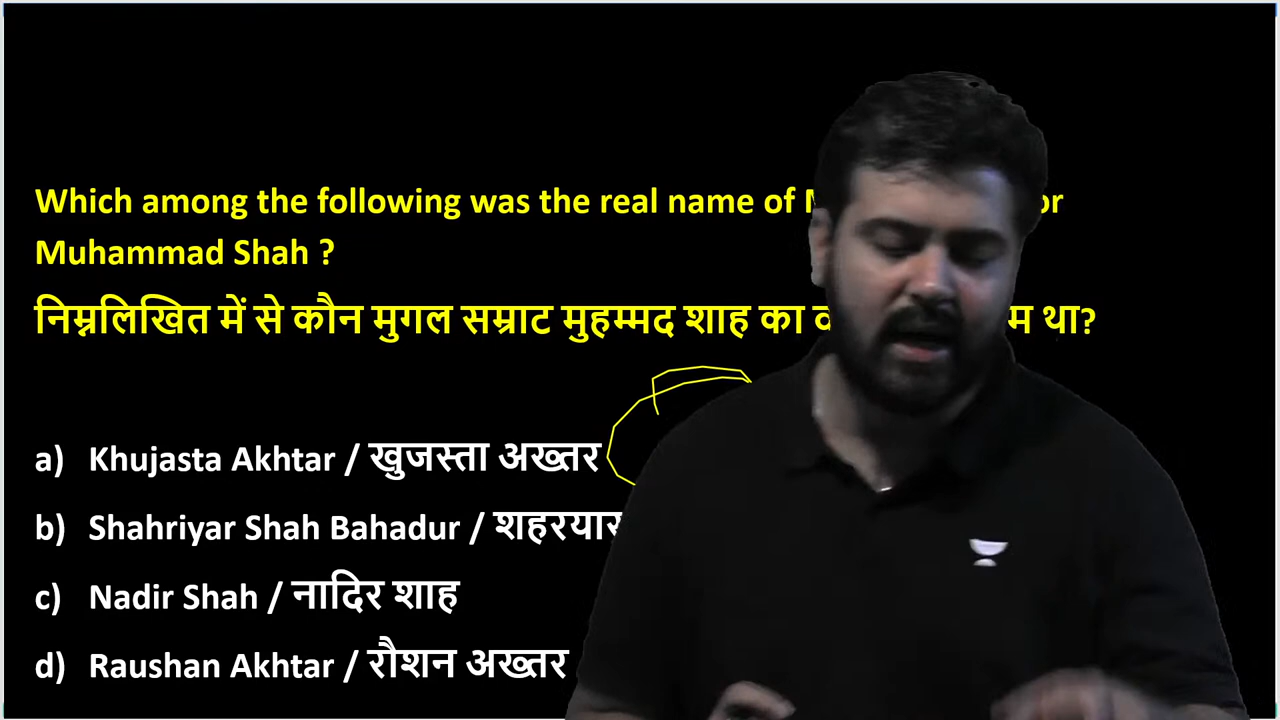 Which among the following was the real name of or
Muhammad Shah ?
निम्नलिखित में से कौन मुगल सम्राट मुहम्मद शाह का था?
a) Khujasta Akhtar / खुजस्ता अख्तर
b) Shahriyar Shah Bahadur /
c) Nadir Shah / नादिर शाह
d) Raushan Akhtar / रौशन अख्तर